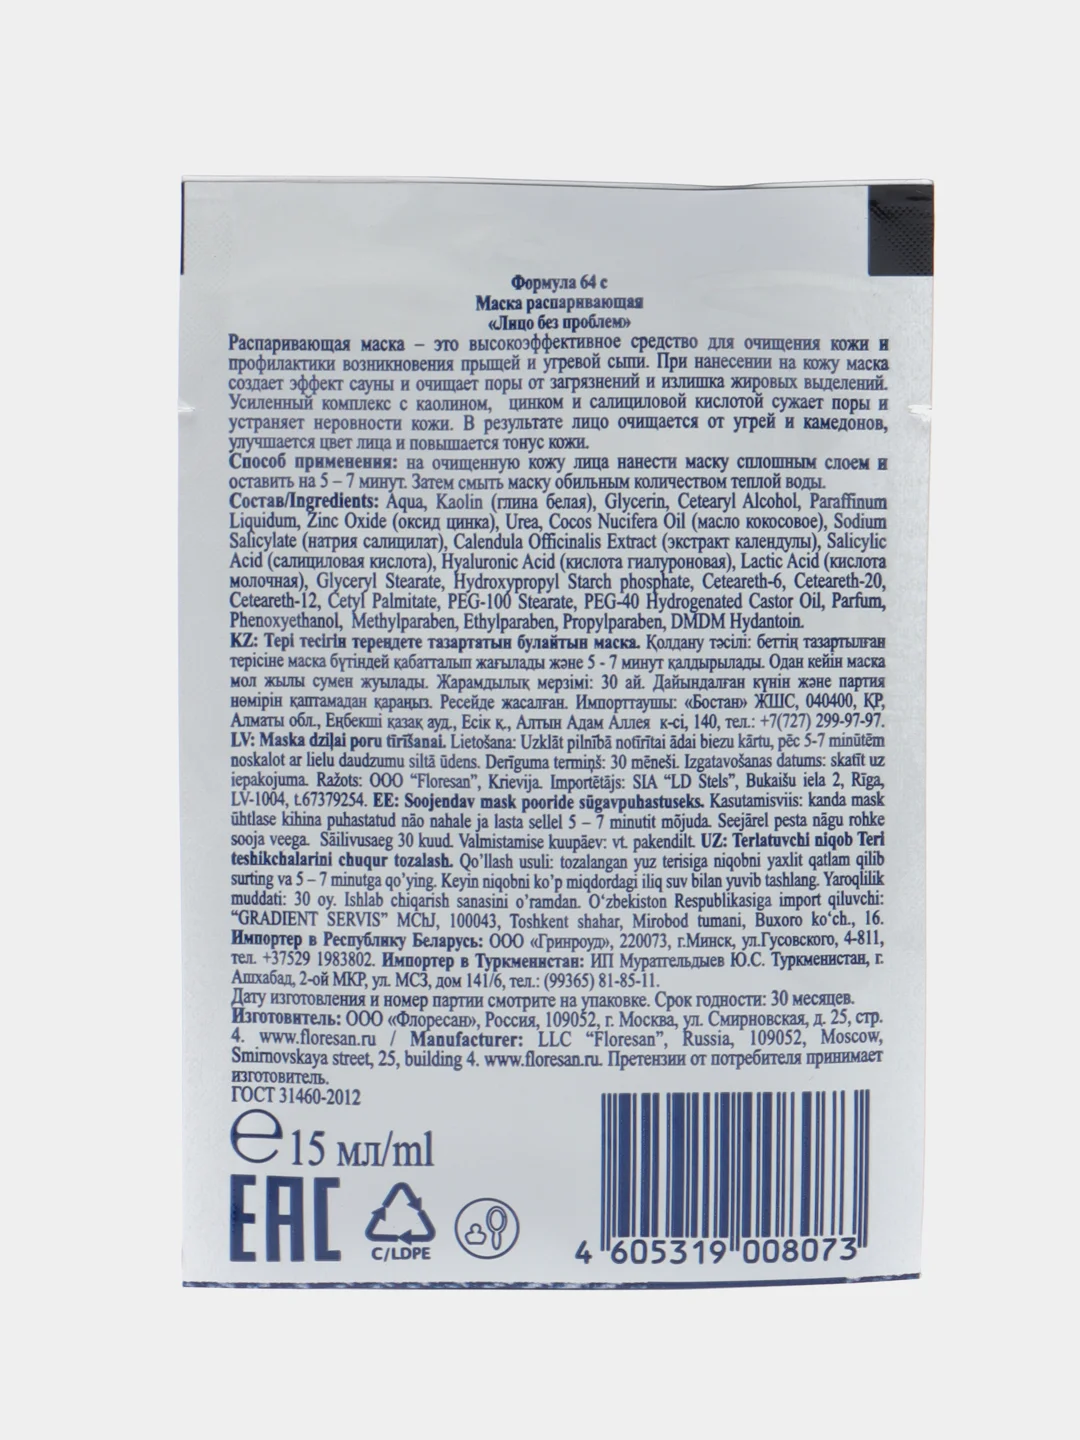 Формула 64 с
Маска распаривающая
«Лицо без проблем»
Распаривающая маска – это высокоэффективное средство для очищения кожи и
профилактики возникновения прыщей и угревой сыпи. При нанесении на кожу маска
создает эффект сауны и очищает поры от загрязнений и излишка жировых выделений.
Усиленный комплекс с каолином, цинком и салициловой кислотой сужает поры и
устраняет неровности кожи. В результате лицо очищается от угрей и камедонов,
улучшается цвет лица и повышается тонус кожи.
Способ применения: на очищенную кожу лица нанести маску сплошным слоем и
оставить на 5 – 7 минут. Затем смыть маску обильным количеством теплой воды.
Состав/Ingredients: Aqua, Kaolin (глина белая), Glycerin, Cetearyl Alcohol, Paraffinum
Liquidum, Zinc Oxide (оксид цинка), Urea, Cocos Nucifera Oil (масло кокосовое), Sodium
Salicylate (натрия салицилат), Calendula Officinalis Extract (экстракт календулы), Salicylic
Acid (салициловая кислота), Hyaluronic Acid (кислота гиалуроновая), Lactic Acid (кислота
молочная), Glyceryl Stearate, Hydroxypropyl Starch phosphate, Ceteareth-6, Ceteareth-20,
Ceteareth-12, Cetyl Palmitate, PEG-100 Stearate, PEG-40 Hydrogenated Castor Oil, Parfum,
Phenoxyethanol, Methylparaben, Ethylparaben, Propylparaben, DMDM Hydantoin.
KZ: Тері тесігін тереңдете тазартатын булайтын маска. Қолдану тәсілі: беттің тазартылған
терісіне маска бүтіндей қабатталып жағылады және 5 - 7 минут қалдырылады. Одан кейін маска
мол жылы сумен жуылады. Жарамдылық мерзімі: 30 ай. Дайындалған күнін және партия
нөмірін қаптамадан қараңыз. Ресейде жасалған. Импорттаушы: «Бостан» ЖШС, 040400, ҚР,
Алматы обл., Еңбекші қазақ ауд., Есік қ., Алтын Адам Аллея к-сі, 140, тел.: +7(727) 299-97-97.
LV: Maska dziļai poru tīrīšanai. Lietošana: Uzklāt pilnībā notīrītai ādai biezu kārtu, pēc 5-7 minūtēm
noskalot ar lielu daudzumu siltā ūdens. Derīguma termiņš: 30 mēneši. Izgatavošanas datums: skatīt uz
iepakojuma. Ražots: OOO “Floresan”, Krievija. Importētājs: SIA “LD Stels”, Bukaišu iela 2, Rīga,
LV-1004, t.67379254. EE: Soojendav mask pooride sügavpuhastuseks. Kasutamisviis: kanda mask
ühtlase kihina puhastatud näo nahale ja lasta sellel 5 – 7 minutit mõjuda. Seejärel pesta nägu rohke
sooja veega. Säilivusaeg 30 kuud. Valmistamise kuupäev: vt. pakendilt. UZ: Terlatuvchi niqob Teri
teshikchalarini chuqur tozalash. Qo’llash usuli: tozalangan yuz terisiga niqobni yaxlit qatlam qilib
surting va 5 – 7 minutga qo’ying. Keyin niqobni ko’p miqdordagi iliq suv bilan yuvib tashlang. Yaroqlilik
muddati: 30 oy. Ishlab chiqarish sanasini o’ramdan. O‘zbekiston Respublikasiga import qiluvchi:
“GRADIENT SERVIS” MChJ, 100043, Toshkent shahar, Mirobod tumani, Buxoro ko‘ch., 16.
Импортер в Республику Беларусь: ООО «Гринроуд», 220073, г.Минск, ул.Гусовского, 4-811,
тел. +37529 1983802. Импортер в Туркменистан: ИП Мураттельдыев Ю.С. Туркменистан, г.
Ашхабад, 2-ой МКР, ул. МСЗ, дом 141/6, тел.: (99365) 81-85-11.
Дату изготовления и номер партии смотрите на упаковке. Срок годности: 30 месяцев.
Изготовитель: ООО «Флоресан», Россия, 109052, г. Москва, ул. Смирновская, д. 25, стр.
4. www.floresan.ru / Manufacturer: LLC “Floresan”, Russia, 109052, Moscow,
Smirnovskaya street, 25, building 4. www.floresan.ru. Претензии от потребителя принимает
изготовитель.
ГОСТ 31460-2012
℮ 15 мл/ml
EAC
C/LDPE
4 605319 008073